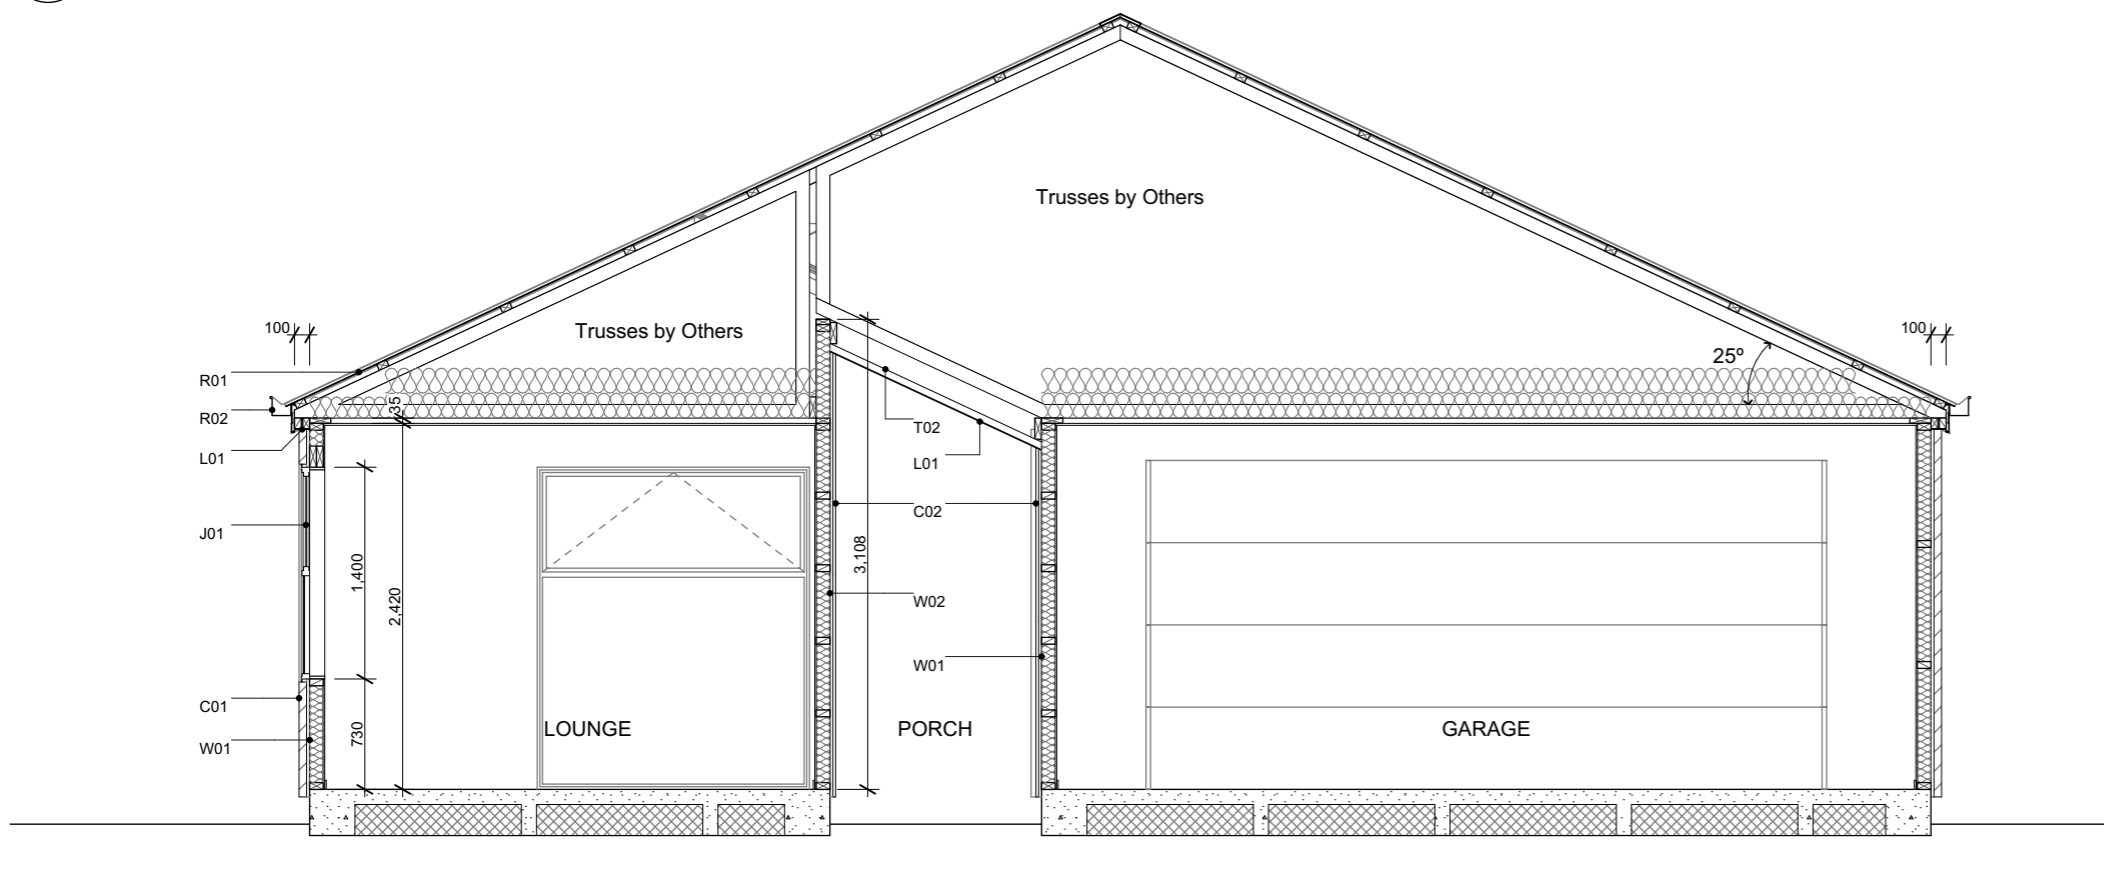 Trusses by Others
Trusses by Others
100
100
25º
R01
R02
35
L01
T02
L01
C02
J01
1,400
2,420
3,108
W02
W01
C01
730
LOUNGE
PORCH
GARAGE
W01